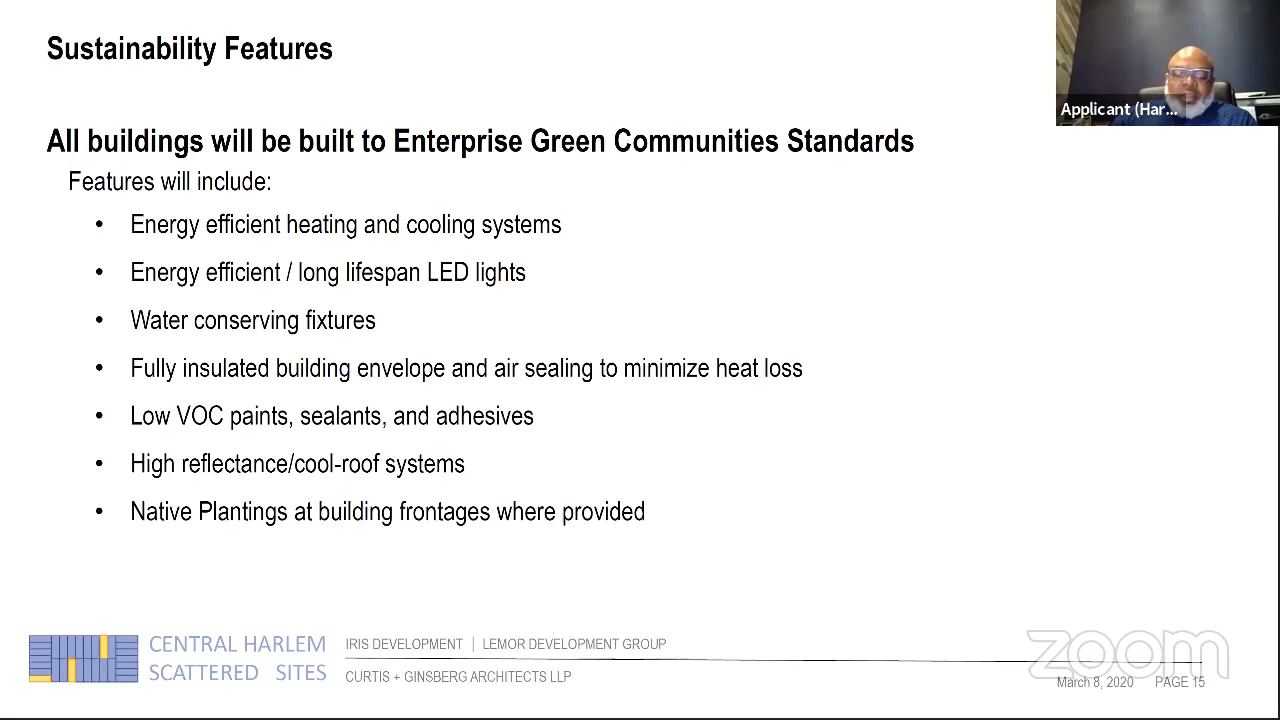 Sustainability Features
Applicant (Har...
All buildings will be built to Enterprise Green Communities Standards
Features will include:
• Energy efficient heating and cooling systems
• Energy efficient / long lifespan LED lights
• Water conserving fixtures
• Fully insulated building envelope and air sealing to minimize heat loss
• Low VOC paints, sealants, and adhesives
• High reflectance/cool-roof systems
• Native Plantings at building frontages where provided
CENTRAL HARLEM
SCATTERED SITES
IRIS DEVELOPMENT | LEMOR DEVELOPMENT GROUP
CURTIS + GINSBERG ARCHITECTS LLP
zoom
March 8, 2020 PAGE 15